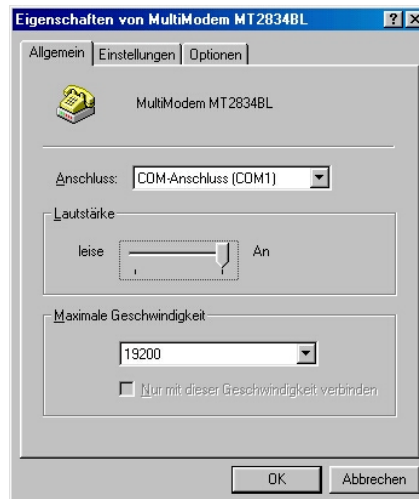 Eigenschaften von MultiModem MT2834BL
Allgemein Einstellungen Optionen
MultiModem MT2834BL
Anschluss: COM-Anschluss (COM1)
Lautstärke
leise An
Maximale Geschwindigkeit
19200
Nur mit dieser Geschwindigkeit verbinden
OK Abbrechen